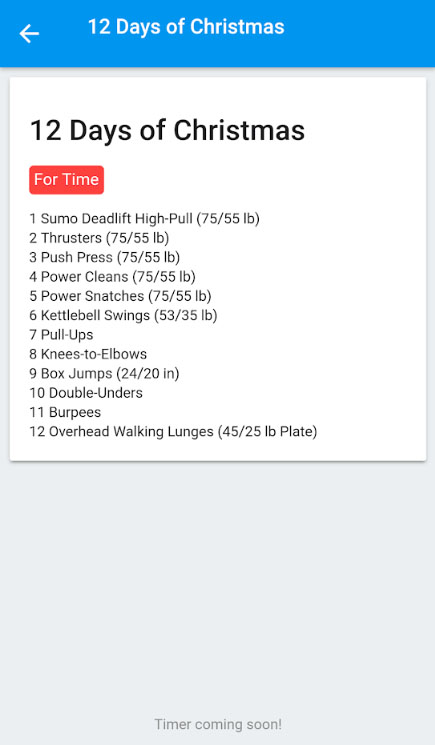 12 Days of Christmas
12 Days of Christmas
For Time
1 Sumo Deadlift High-Pull (75/55 lb)
2 Thrusters (75/55 lb)
3 Push Press (75/55 lb)
4 Power Cleans (75/55 lb)
5 Power Snatches (75/55 lb)
6 Kettlebell Swings (53/35 lb)
7 Pull-Ups
8 Knees-to-Elbows
9 Box Jumps (24/20 in)
10 Double-Unders
11 Burpees
12 Overhead Walking Lunges (45/25 lb Plate)
Timer coming soon!